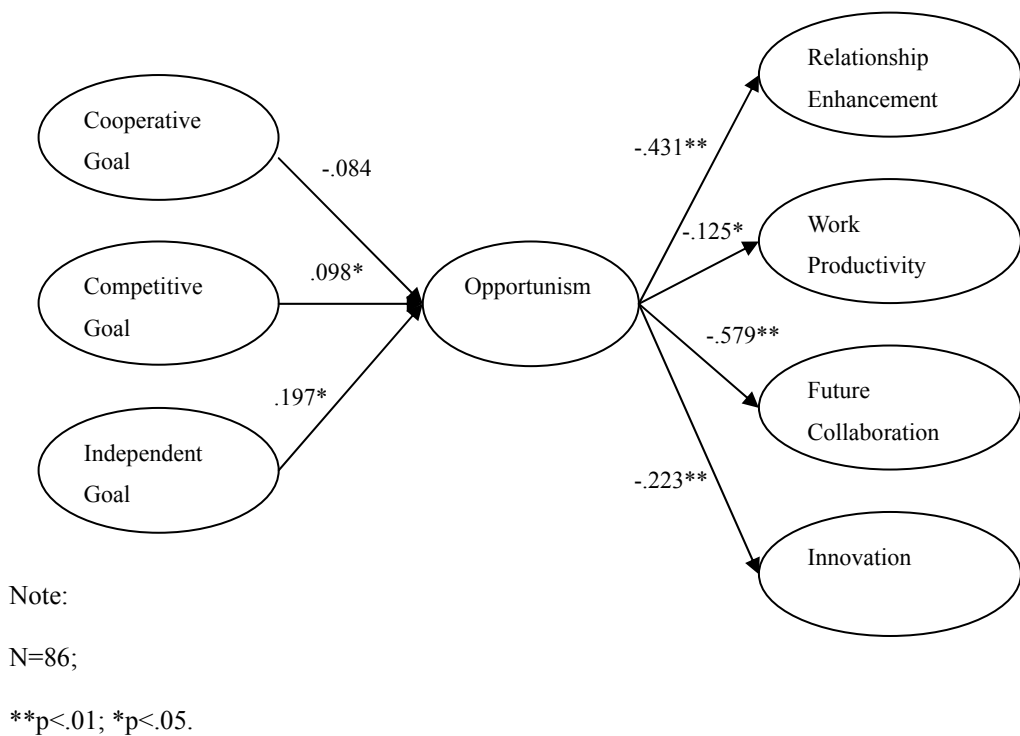 Cooperative
Goal
-.084
Competitive
Goal
.098*
Independent
Goal
.197*
Opportunism
-.431**
Relationship
Enhancement
-.125*
Work
Productivity
-.579**
Future
Collaboration
-.223**
Innovation
Note:
N=86;
**p<.01; *p<.05.